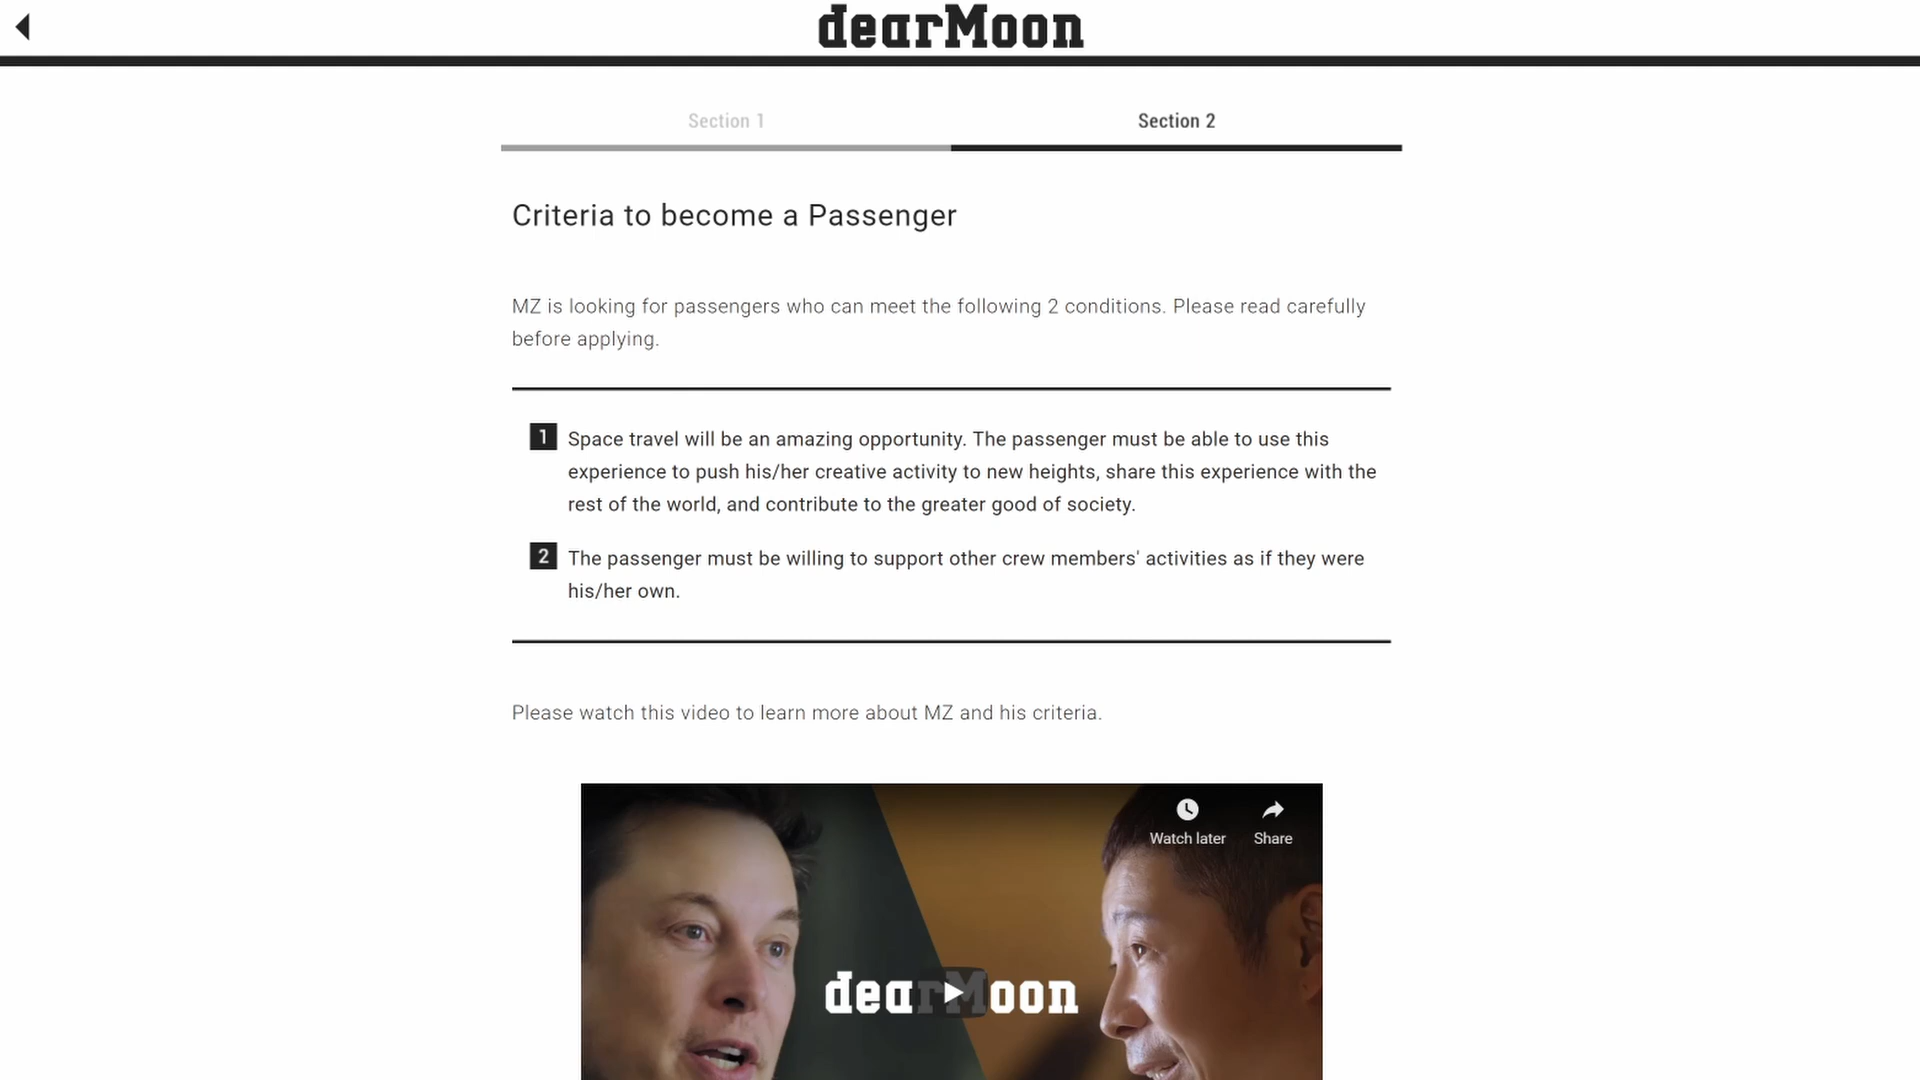 dearMoon
Section 1
Section 2
Criteria to become a Passenger
MZ is looking for passengers who can meet the following 2 conditions. Please read carefully
before applying.
1 Space travel will be an amazing opportunity. The passenger must be able to use this
experience to push his/her creative activity to new heights, share this experience with the
rest of the world, and contribute to the greater good of society.
2 The passenger must be willing to support other crew members' activities as if they were
his/her own.
Please watch this video to learn more about MZ and his criteria.
Watch later
Share
dearMoon